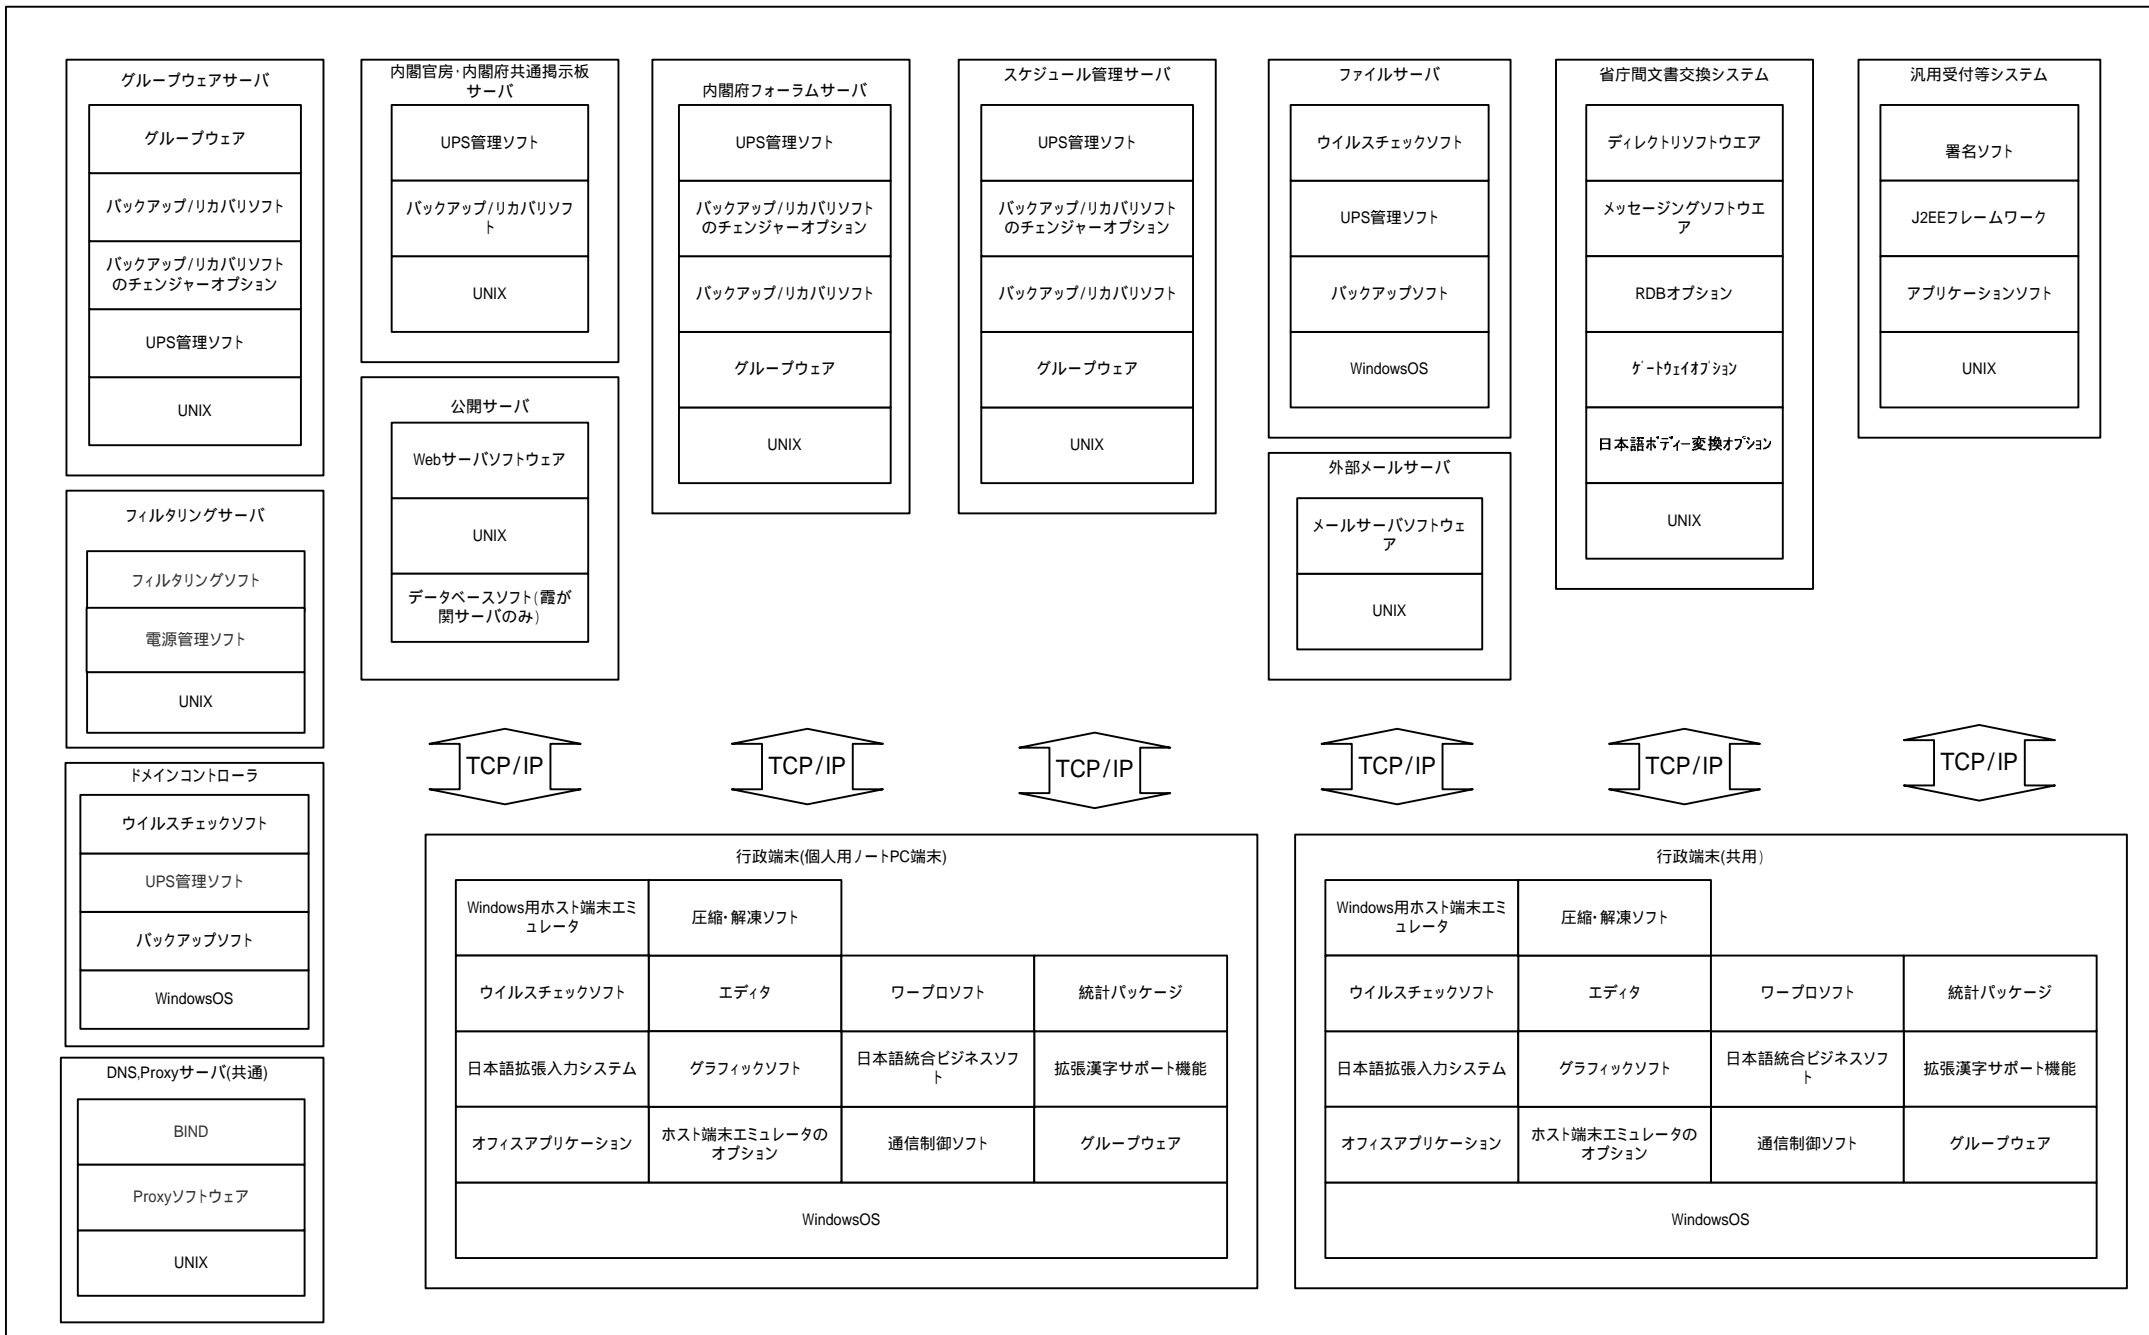 グループウェアサーバ
グループウェア
バックアップ/リカバリソフト
バックアップ/リカバリソフト
のチェンジャーオプション
UPS管理ソフト
UNIX
内閣官房・内閣府共通掲示板
サーバ
UPS管理ソフト
バックアップ/リカバリソフ
ト
UNIX
公開サーバ
Webサーバソフトウェア
UNIX
データベースソフト(霞が
関サーバのみ)
内閣府フォーラムサーバ
UPS管理ソフト
バックアップ/リカバリソフト
のチェンジャーオプション
バックアップ/リカバリソフト
グループウェア
UNIX
スケジュール管理サーバ
UPS管理ソフト
バックアップ/リカバリソフト
のチェンジャーオプション
バックアップ/リカバリソフト
グループウェア
UNIX
ファイルサーバ
ウイルスチェックソフト
UPS管理ソフト
バックアップソフト
WindowsOS
外部メールサーバ
メールサーバソフトウェ
ア
UNIX
省庁間文書交換システム
ディレクトリソフトウエア
メッセージングソフトウエ
ア
RDBオプション
ゲートウェイオプション
日本語ボディー変換オプション
UNIX
汎用受付等システム
署名ソフト
J2EEフレームワーク
アプリケーションソフト
UNIX
フィルタリングサーバ
フィルタリングソフト
電源管理ソフト
UNIX
ドメインコントローラ
ウイルスチェックソフト
UPS管理ソフト
バックアップソフト
WindowsOS
DNS,Proxyサーバ(共通)
BIND
Proxyソフトウェア
UNIX
TCP/IP
TCP/IP
TCP/IP
TCP/IP
TCP/IP
TCP/IP
行政端末(個人用ノートPC端末)
Windows用ホスト端末エミ
ュレータ
圧縮・解凍ソフト
ウイルスチェックソフト
エディタ
ワープロソフト
統計パッケージ
日本語拡張入力システム
グラフィックソフト
日本語統合ビジネスソフ
ト
拡張漢字サポート機能
オフィスアプリケーション
ホスト端末エミュレータの
オプション
通信制御ソフト
グループウェア
WindowsOS
行政端末(共用)
Windows用ホスト端末エミ
ュレータ
圧縮・解凍ソフト
ウイルスチェックソフト
エディタ
ワープロソフト
統計パッケージ
日本語拡張入力システム
グラフィックソフト
日本語統合ビジネスソフ
ト
拡張漢字サポート機能
オフィスアプリケーション
ホスト端末エミュレータの
オプション
通信制御ソフト
グループウェア
WindowsOS